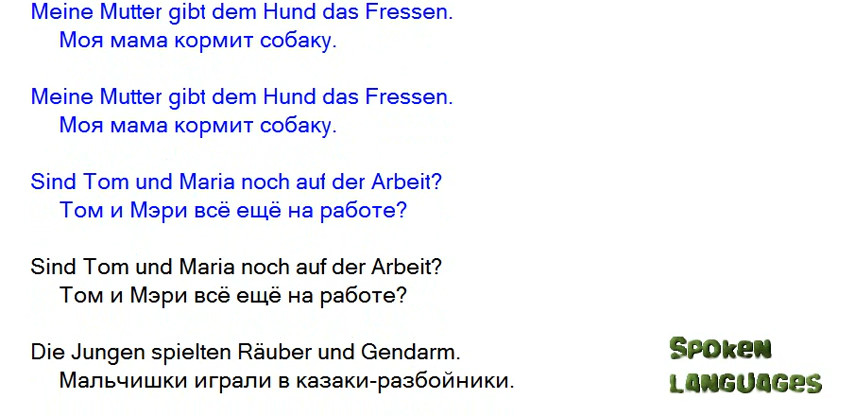 Meine Mutter gibt dem Hund das Fressen.
Моя мама кормит собаку.
Meine Mutter gibt dem Hund das Fressen.
Моя мама кормит собаку.
Sind Tom und Maria noch auf der Arbeit?
Том и Мэри всё ещё на работе?
Sind Tom und Maria noch auf der Arbeit?
Том и Мэри всё ещё на работе?
Die Jungen spielten Räuber und Gendarm.
Мальчишки играли в казаки-разбойники.
Spoken
Languages